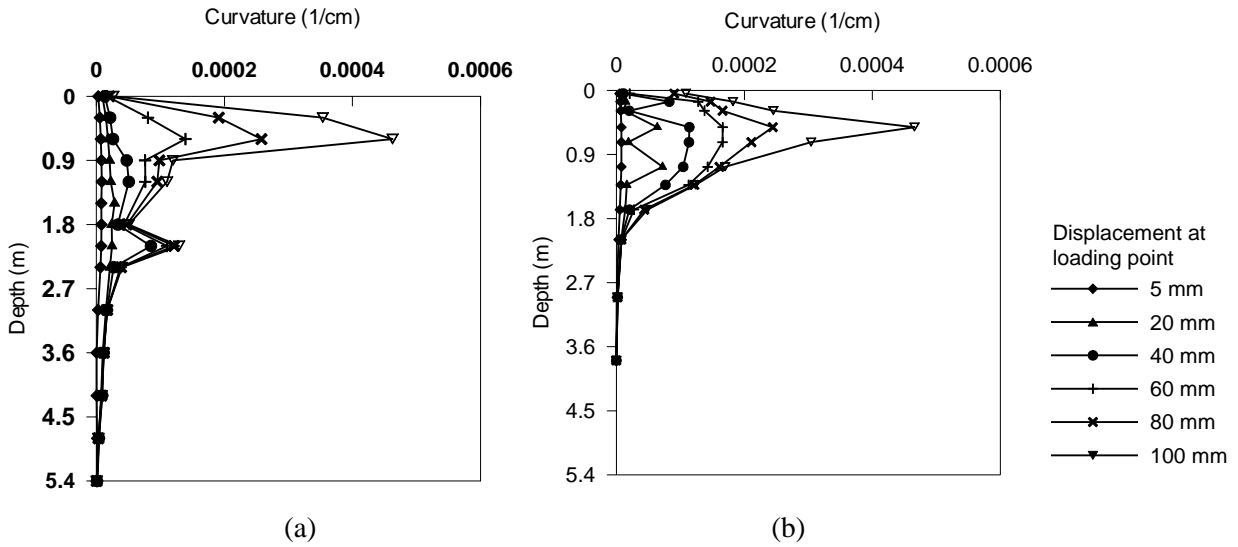 Curvature (1/cm)
0 0.0002 0.0004 0.0006
0
0.9
1.8
2.7
3.6
4.5
5.4
Depth (m)
(a)
Curvature (1/cm)
0 0.0002 0.0004 0.0006
0
0.9
1.8
2.7
3.6
4.5
5.4
Depth (m)
(b)
Displacement at
loading point
5 mm
20 mm
40 mm
60 mm
80 mm
100 mm